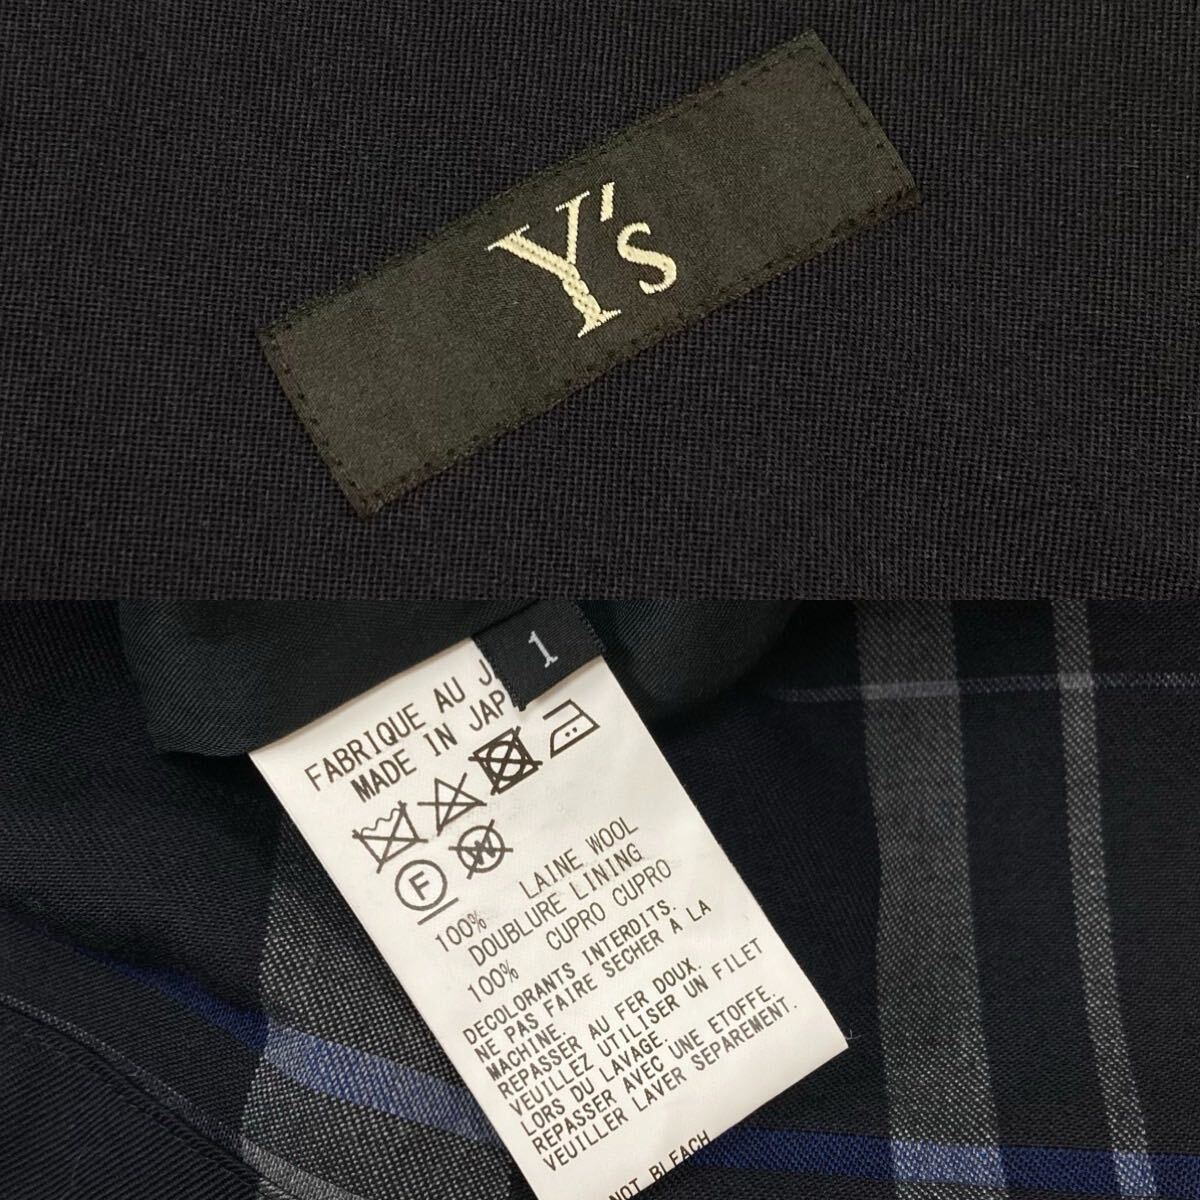 Y's
1
FABRIQUE AU
MADE IN
F
W
100% LAINE WOOL
DOUBLURE LINING
100% CUPRO CUPRO
DECOLORANTS INTERDITS.
NE PAS FAIRE SECHER À LA
MACHINE.
REPASSER AU FER DOUX.
VEUILLEZ UTILISER UN FILET
LORS DU LAVAGE.
REPASSER AVEC UNE ETOFFE.
VEUILLER LAVER SEPAREMENT.
NOT BLEACH